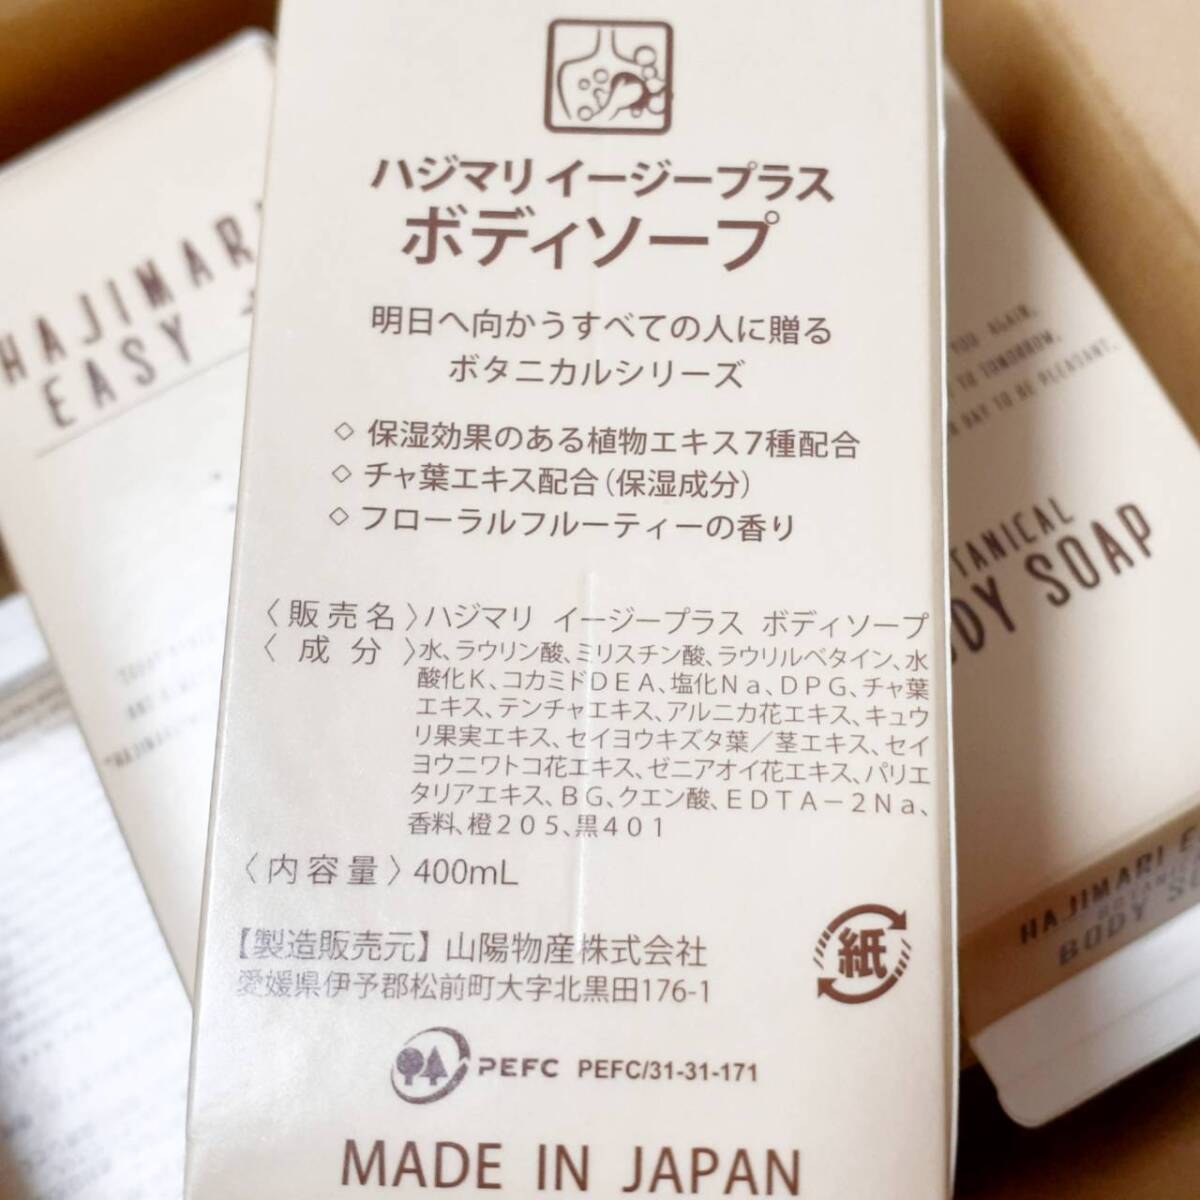 ハジマリ イージープラス
ボディソープ
明日へ向かうすべての人に贈る
ボタニカルシリーズ
◇ 保湿効果のある植物エキス7種配合
◇ チャ葉エキス配合(保湿成分)
◇ フローラルフルーティーの香り
〈販売名〉ハジマリ イージープラス ボディソープ
〈成分〉水、ラウリン酸、ミリスチン酸、ラウリルベタイン、水
酸化K、コカミドDEA、塩化Na、DPG、チャ葉
エキス、テンチャエキス、アルニカ花エキス、キュウ
リ果実エキス、セイヨウキズタ葉/茎エキス、セイ
ヨウニワトコ花エキス、ゼニアオイ花エキス、パリエ
タリアエキス、BG、クエン酸、EDTA-2Na、
香料、橙205、黒401
〈内容量〉400mL
【製造販売元】山陽物産株式会社
愛媛県伊予郡松前町大字北黒田176-1
紙
PEFC PEFC/31-31-171
MADE IN JAPAN
HAJIMARI
EASY +
AGAIN,
TO TOMORROW,
DAY TO BE PLEASANT.
BODY SOAP
HAJIMARI E
BODY S